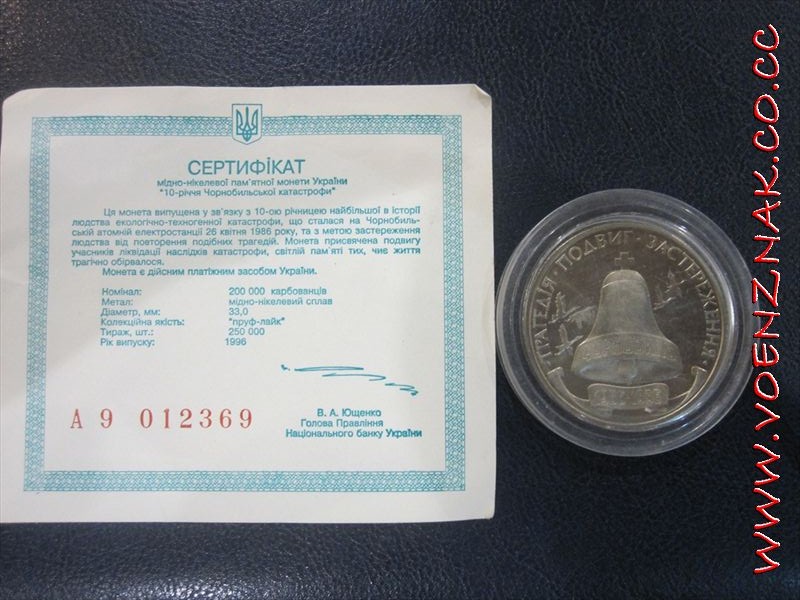 СЕРТИФІКАТ
мідно-нікелевої пам'ятної монети України
"10-річчя Чорнобильської катастрофи"
Ця монета випущена у зв'язку з 10-ою річницею найбільшої в історії
людства екологічно-техногенної катастрофи, що сталася на Чорнобиль-
ській атомній електростанції 26 квітня 1986 року, та з метою застереження
людства від повторення подібних трагедій. Монета присвячена подвигу
учасників ліквідації наслідків катастрофи, світлій пам'яті тих, чиє життя
трагічно обірвалося.
Монета є дійсним платіжним засобом України.
Номінал: 200 000 карбованців
Метал: мідно-нікелевий сплав
Діаметр, мм: 33,0
Колекційна якість: "пруф-лайк"
Тираж, шт.: 250 000
Рік випуску: 1996
А 9 012369
В. А. Ющенко
Голова Правління
Національного банку України
ТРАГЕДІЯ · ПОДВИГ · ЗАСТЕРЕЖЕННЯ
www.VOENZNAK.co.cc